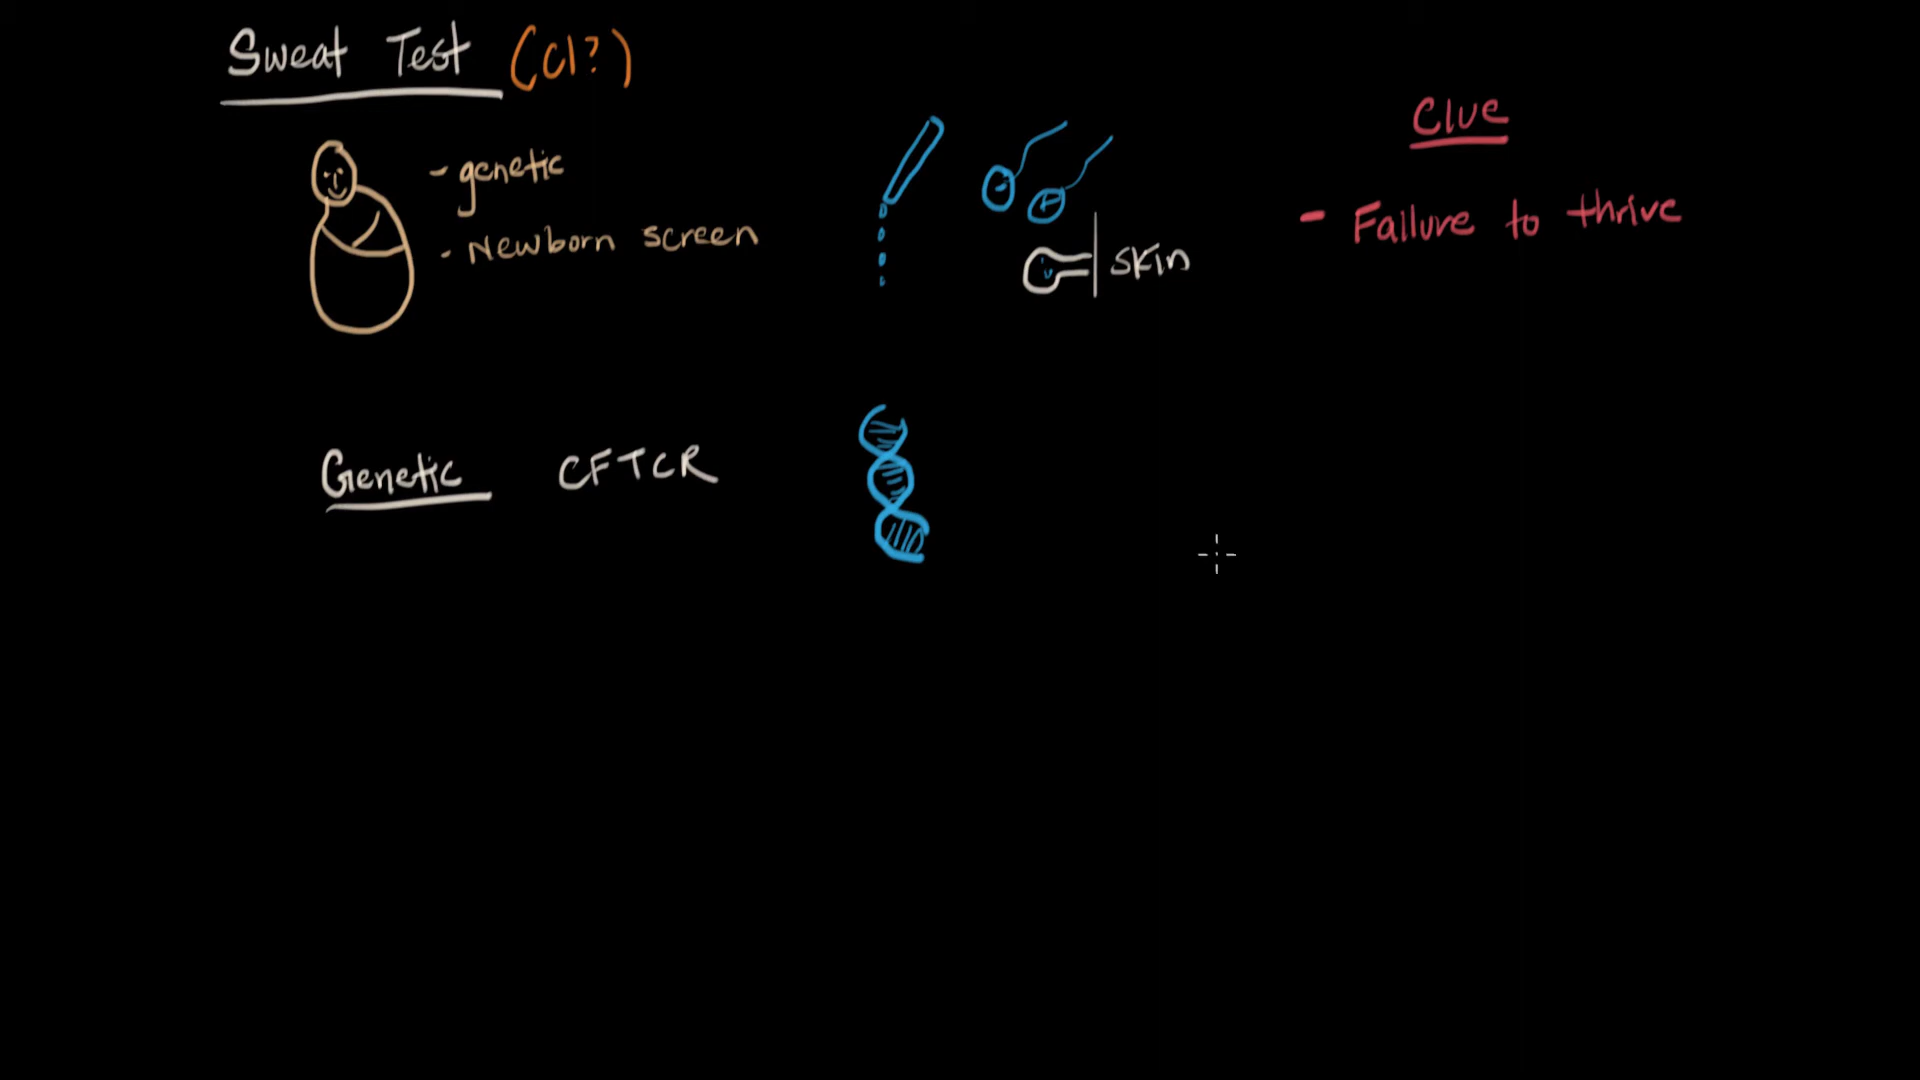 Sweat Test (Cl?)
- genetic
- Newborn screen
skin
Clue
- Failure to thrive
Genetic CFTCR